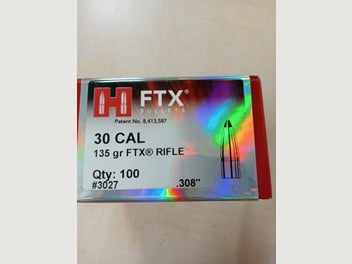 H FTX®
BULLETS
Patent No. 8,413,587
30 CAL
135 gr FTX® RIFLE
Qty: 100
#3027
.308"